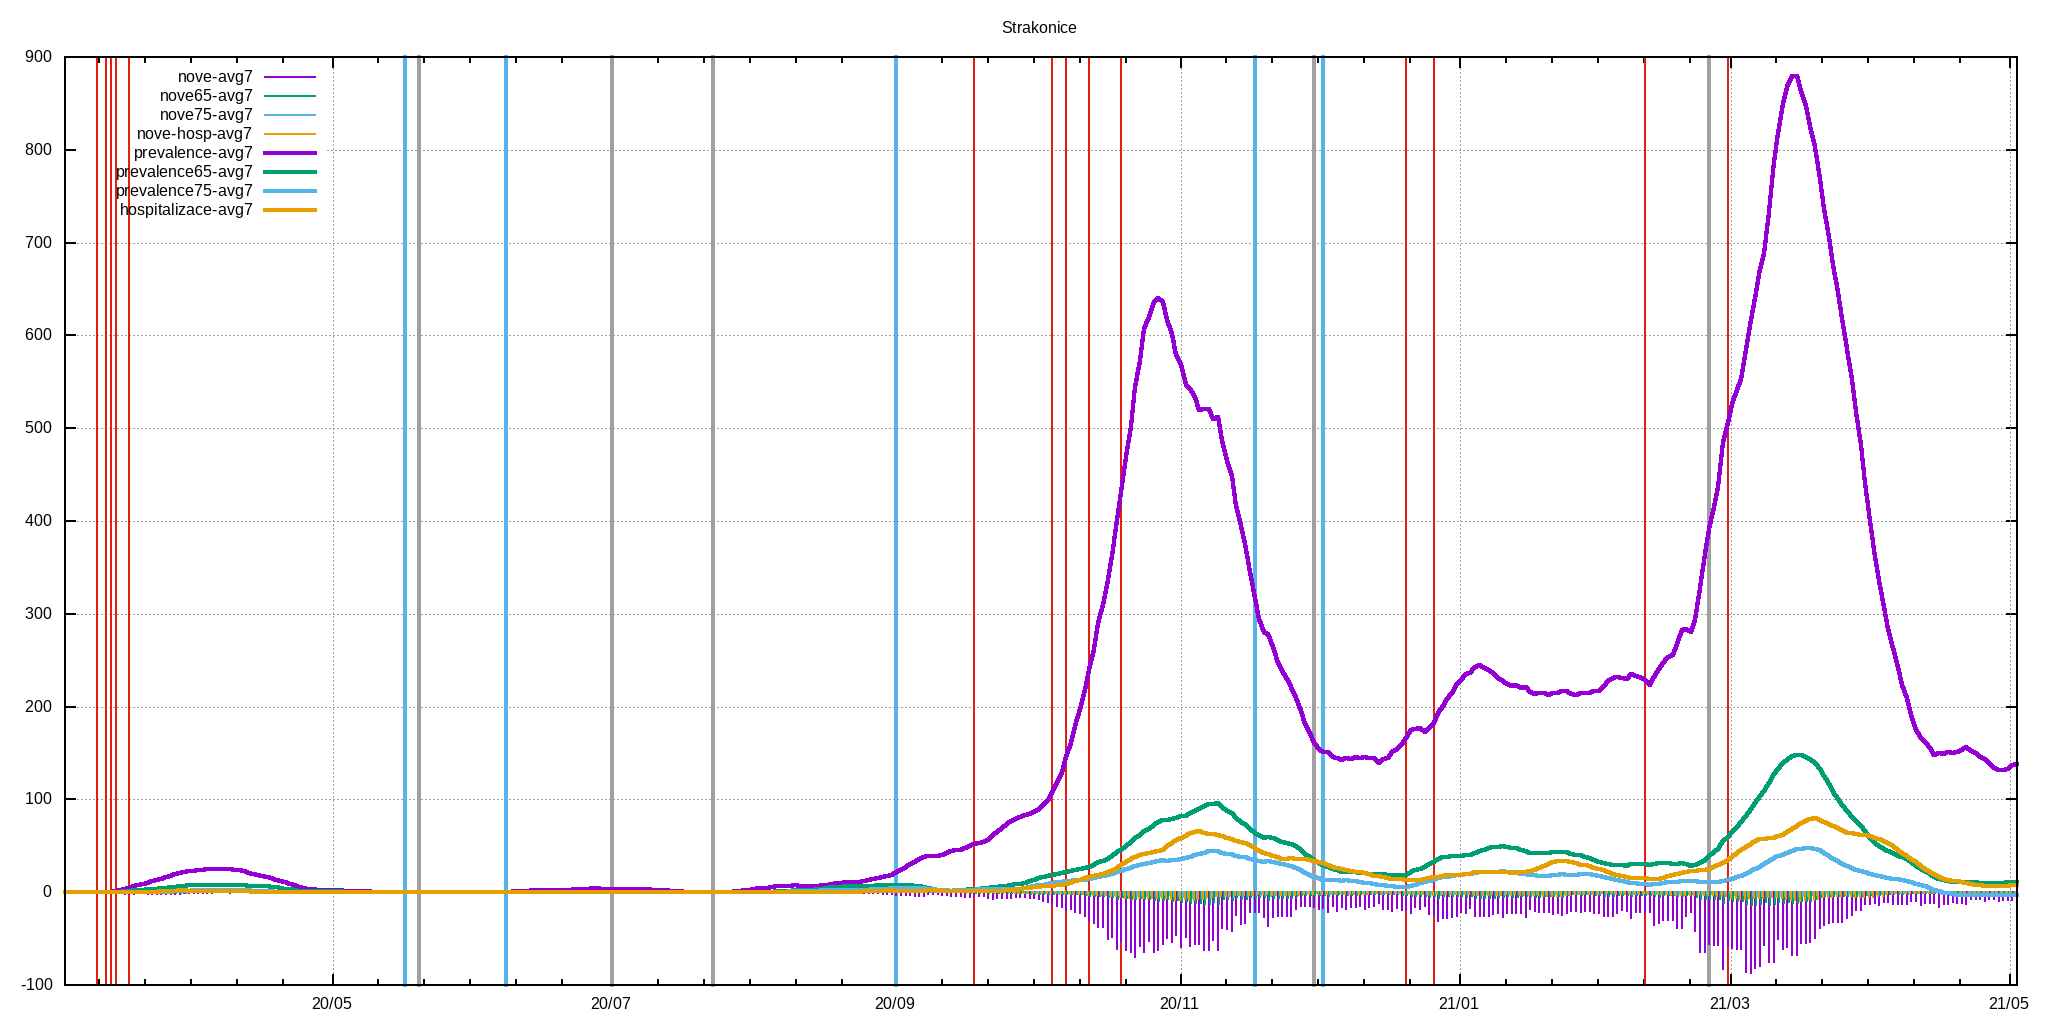 Strakonice
900
800
700
600
500
400
300
200
100
0
-100
nove-avg7
nove65-avg7
nove75-avg7
nove-hosp-avg7
prevalence-avg7
prevalence65-avg7
prevalence75-avg7
hospitalizace-avg7
20/05 20/07 20/09 20/11 21/01 21/03 21/05